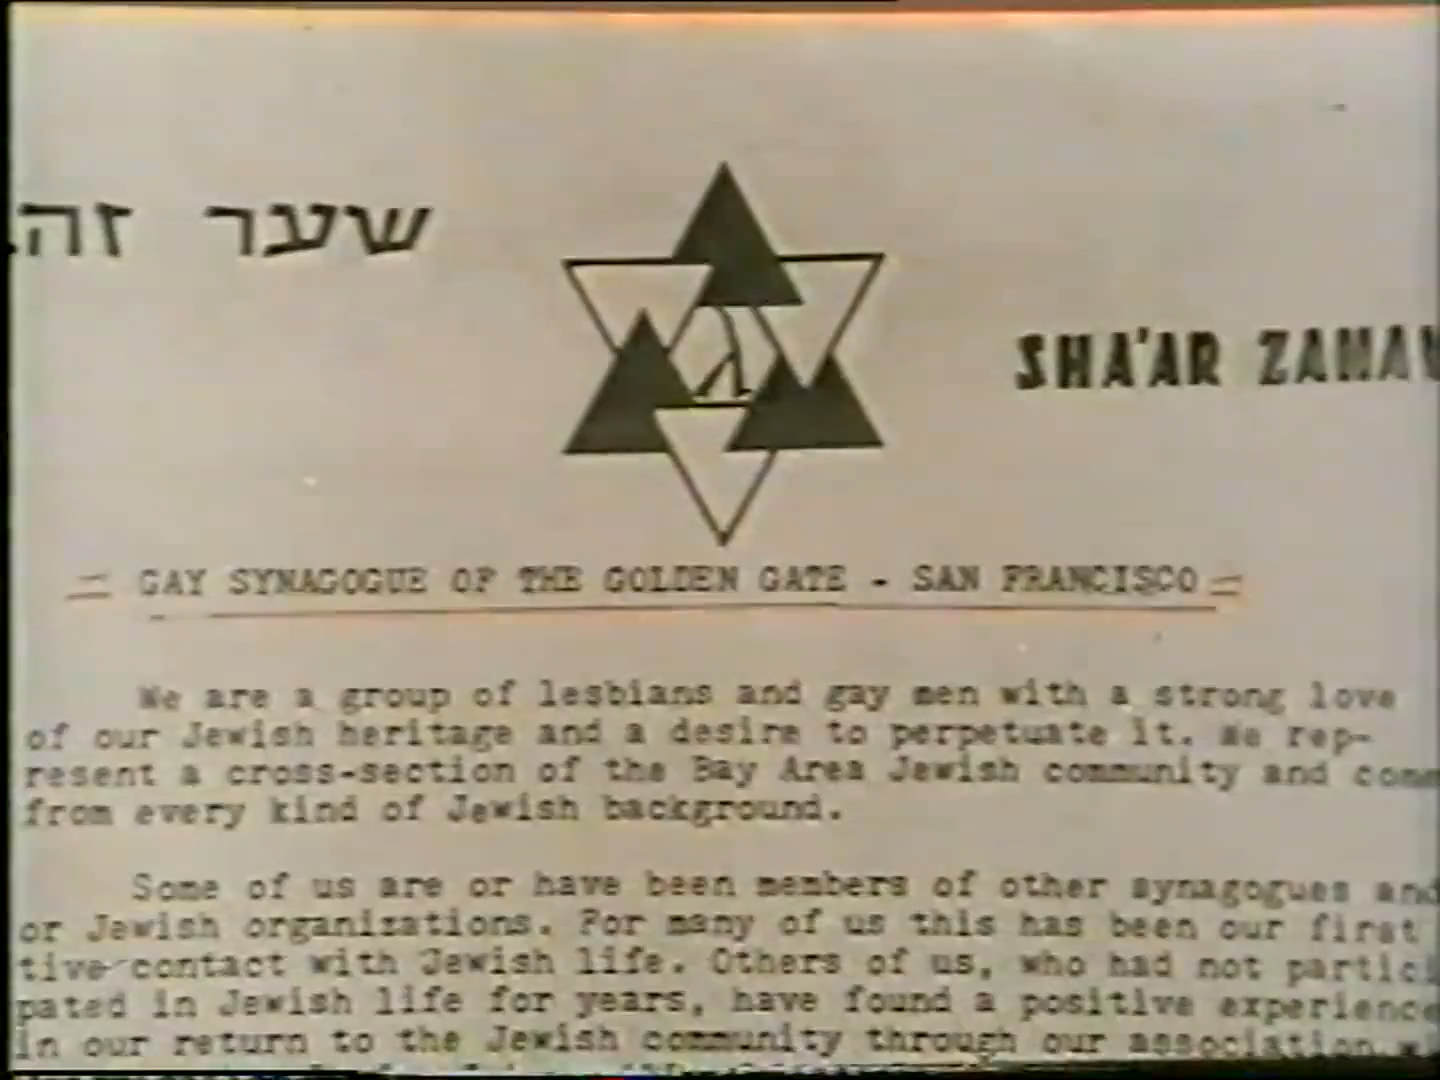 שער זהב
SHA'AR ZAHAV
λ
= GAY SYNAGOGUE OF THE GOLDEN GATE - SAN FRANCISCO =
We are a group of lesbians and gay men with a strong love
of our Jewish heritage and a desire to perpetuate it. We rep-
resent a cross-section of the Bay Area Jewish community and come
from every kind of Jewish background.
Some of us are or have been members of other synagogues and
or Jewish organizations. For many of us this has been our first
tive contact with Jewish life. Others of us, who had not partici
pated in Jewish life for years, have found a positive experience
in our return to the Jewish community through our association